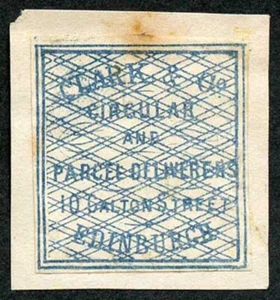 CLARK & Co
CIRCULAR
AND
PARCEL DELIVERERS
10 CALTON STREET
EDINBURGH